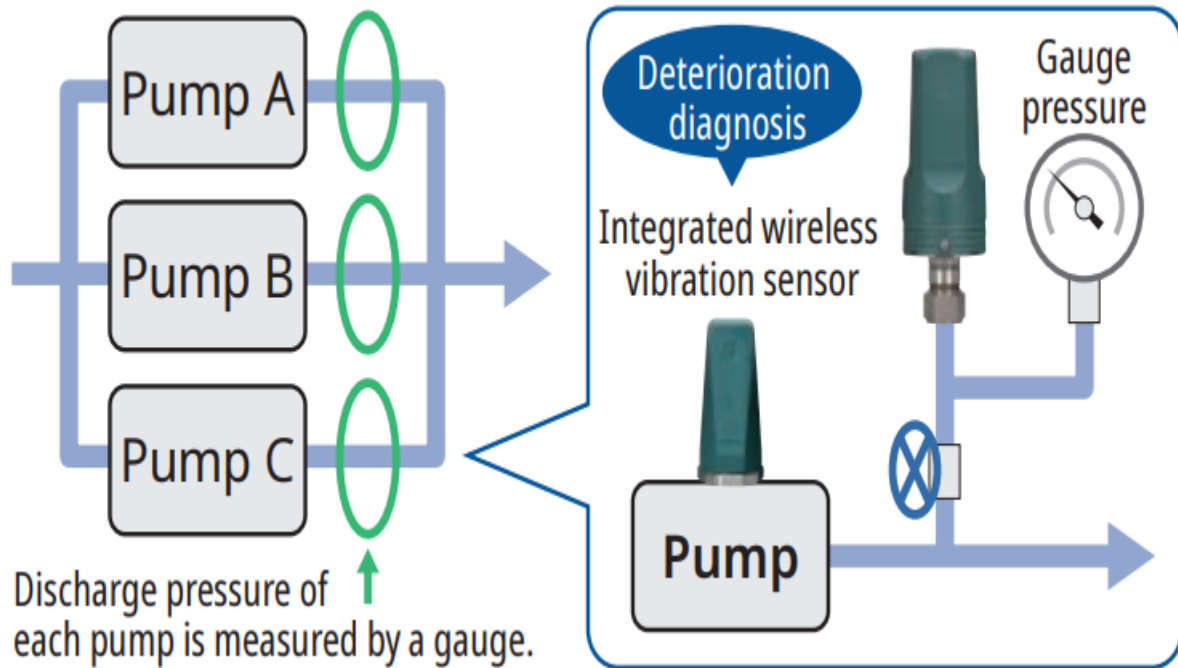 Pump A
Pump B
Pump C
Discharge pressure of
each pump is measured by a gauge.
Deterioration
diagnosis
Integrated wireless
vibration sensor
Gauge
pressure
Pump